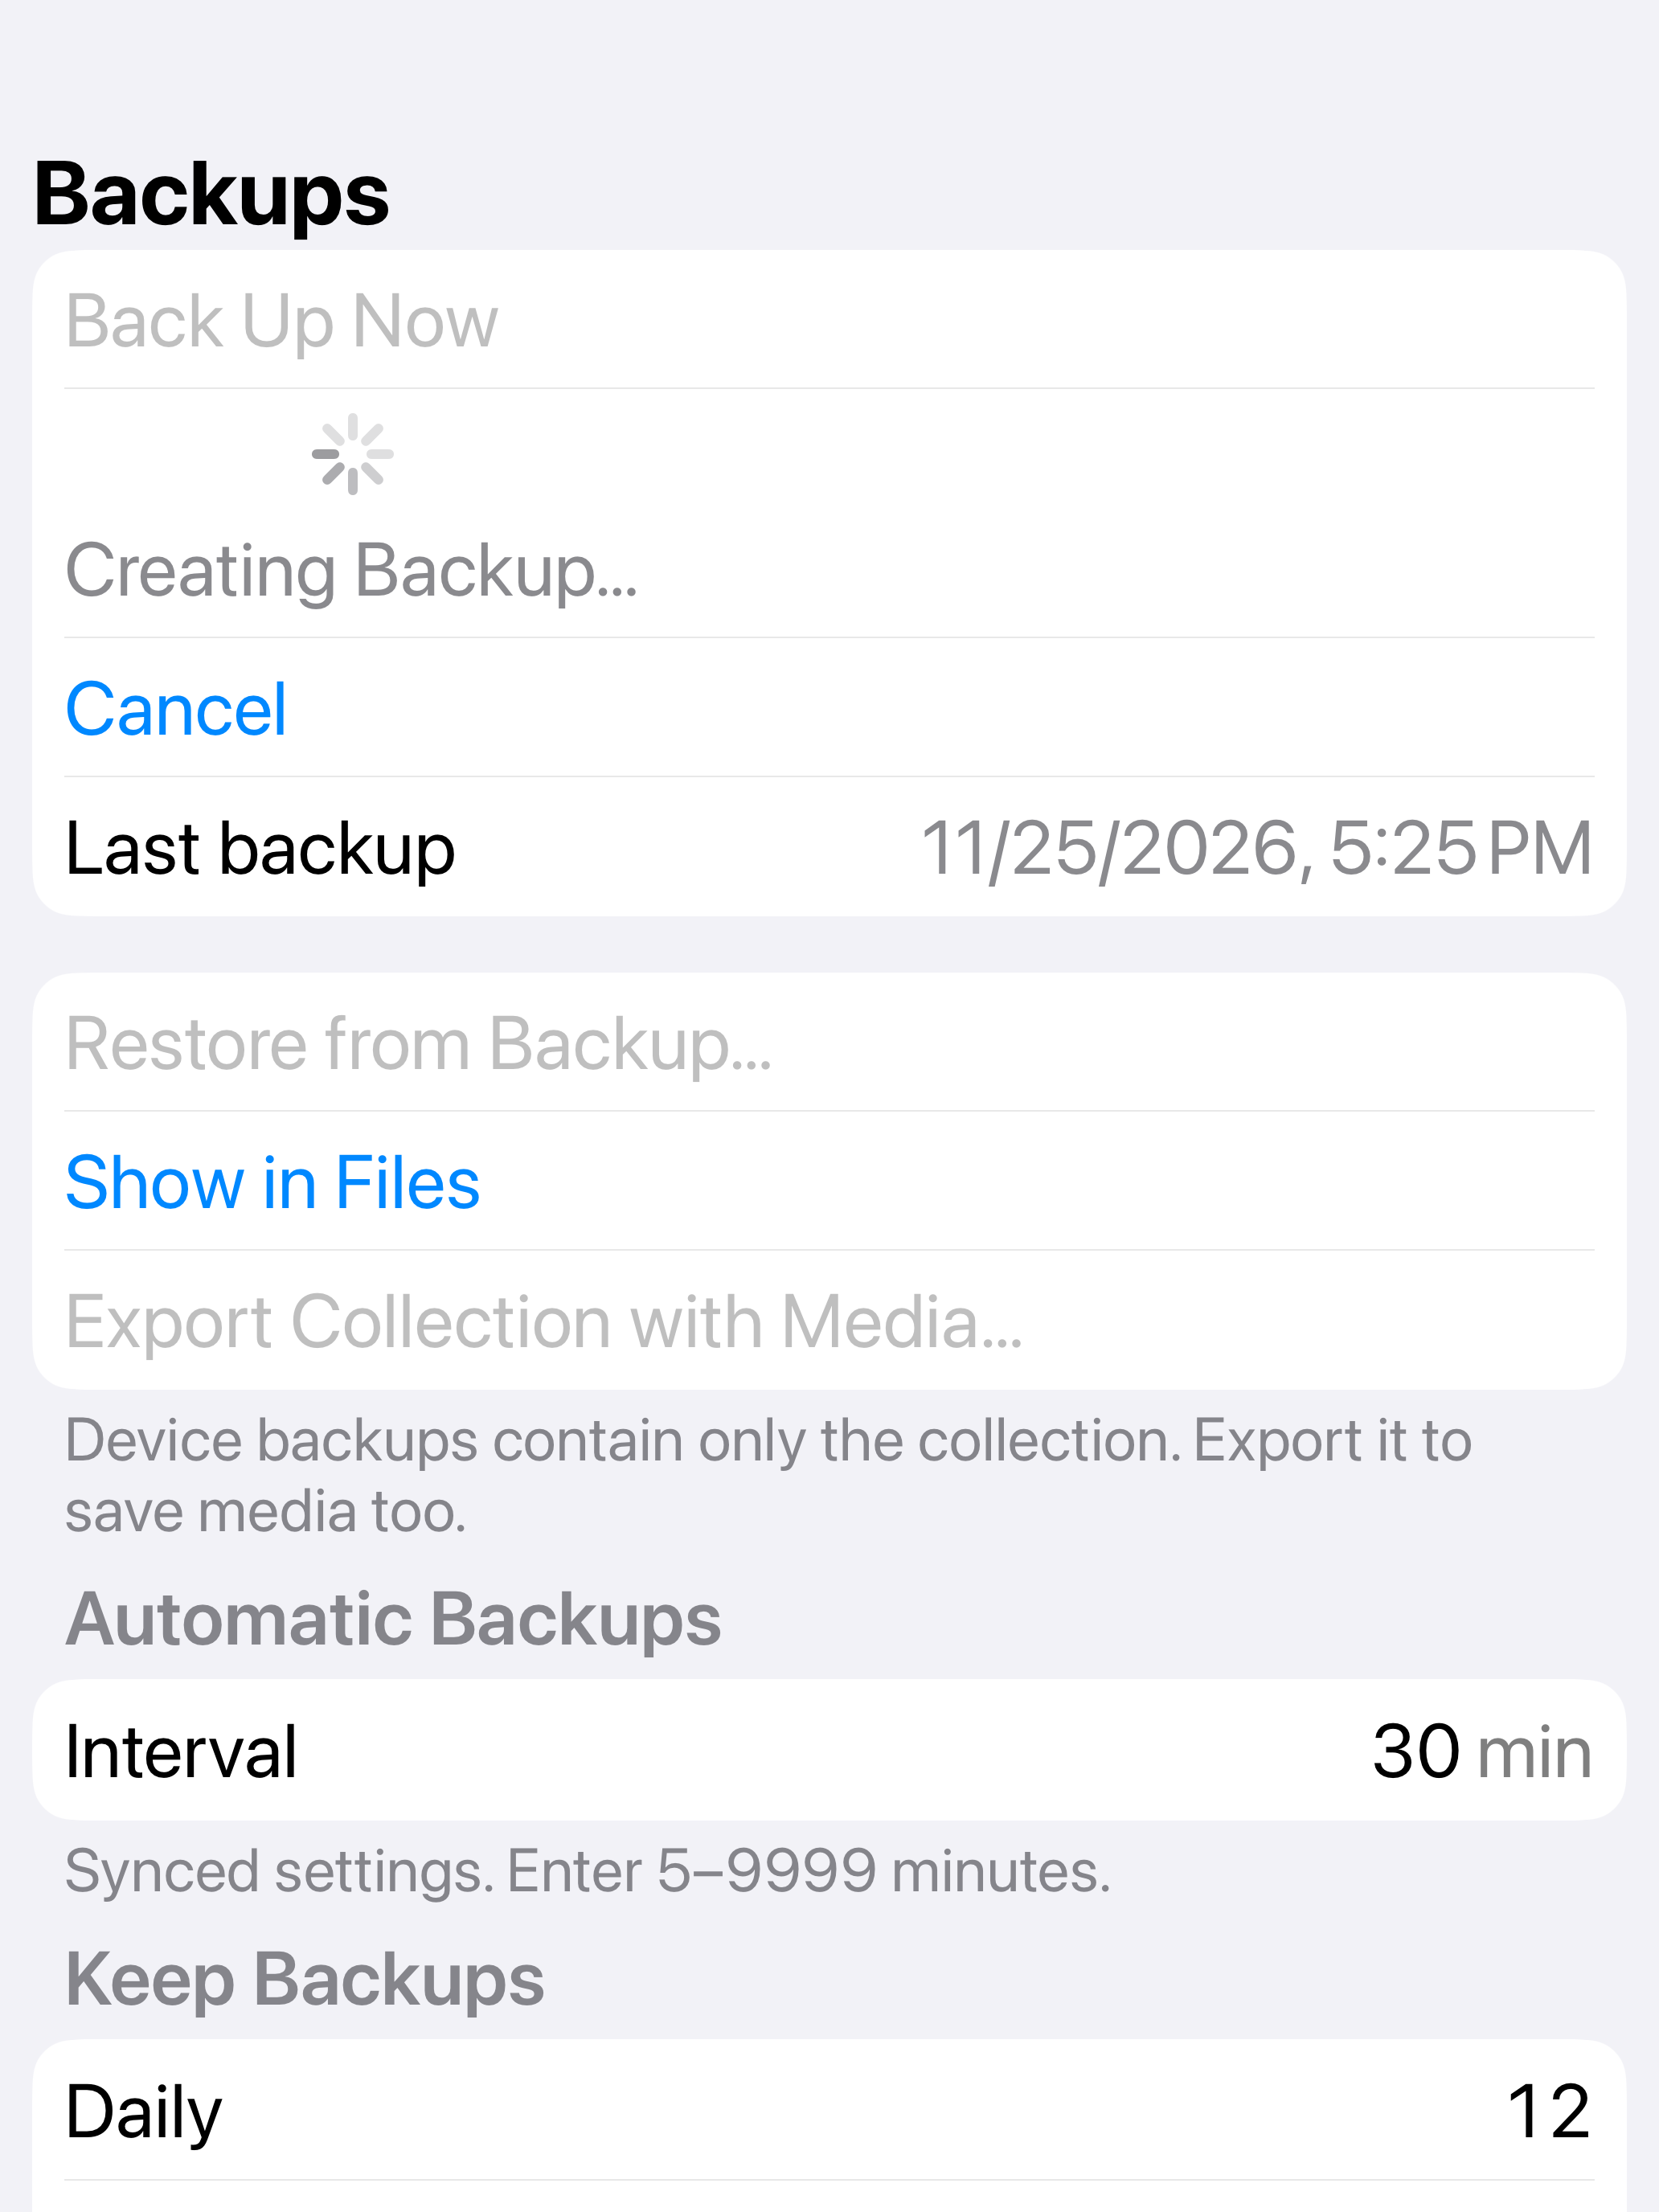 Backups
Back Up Now
Creating Backup...
Cancel
Last backup 11/25/2026, 5:25 PM
Restore from Backup...
Show in Files
Export Collection with Media...
Device backups contain only the collection. Export it to
save media too.
Automatic Backups
Interval 30 min
Synced settings. Enter 5–9999 minutes.
Keep Backups
Daily 12